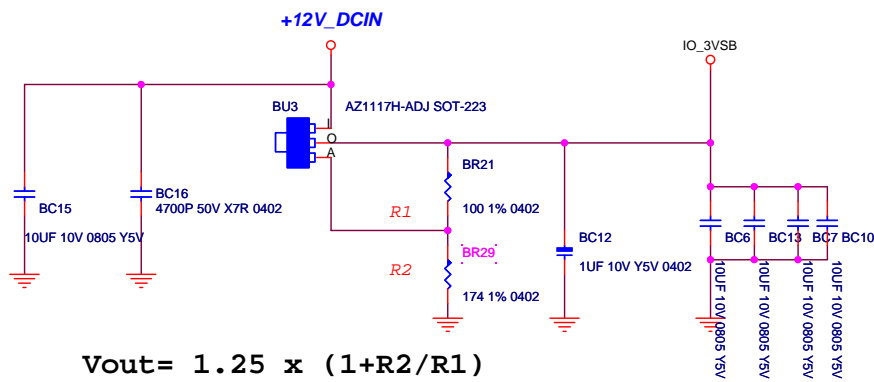 +12V_DCIN
IO_3VSB
BU3
AZ1117H-ADJ SOT-223
I
O
A
BR21
100 1% 0402
R1
BC15
10UF 10V 0805 Y5V
BC16
4700P 50V X7R 0402
BR29
R2
174 1% 0402
BC12
1UF 10V Y5V 0402
BC6
BC13
BC7
BC10
10UF 10V 0805 Y5V
10UF 10V 0805 Y5V
10UF 10V 0805 Y5V
10UF 10V 0805 Y5V
Vout= 1.25 x (1+R2/R1)